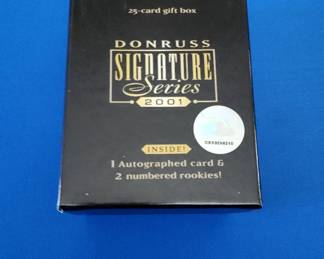 25-card gift box
DONRUSS
SIGNATURE
Series
2001
INSIDE!
1 Autographed card &
2 numbered rookies!